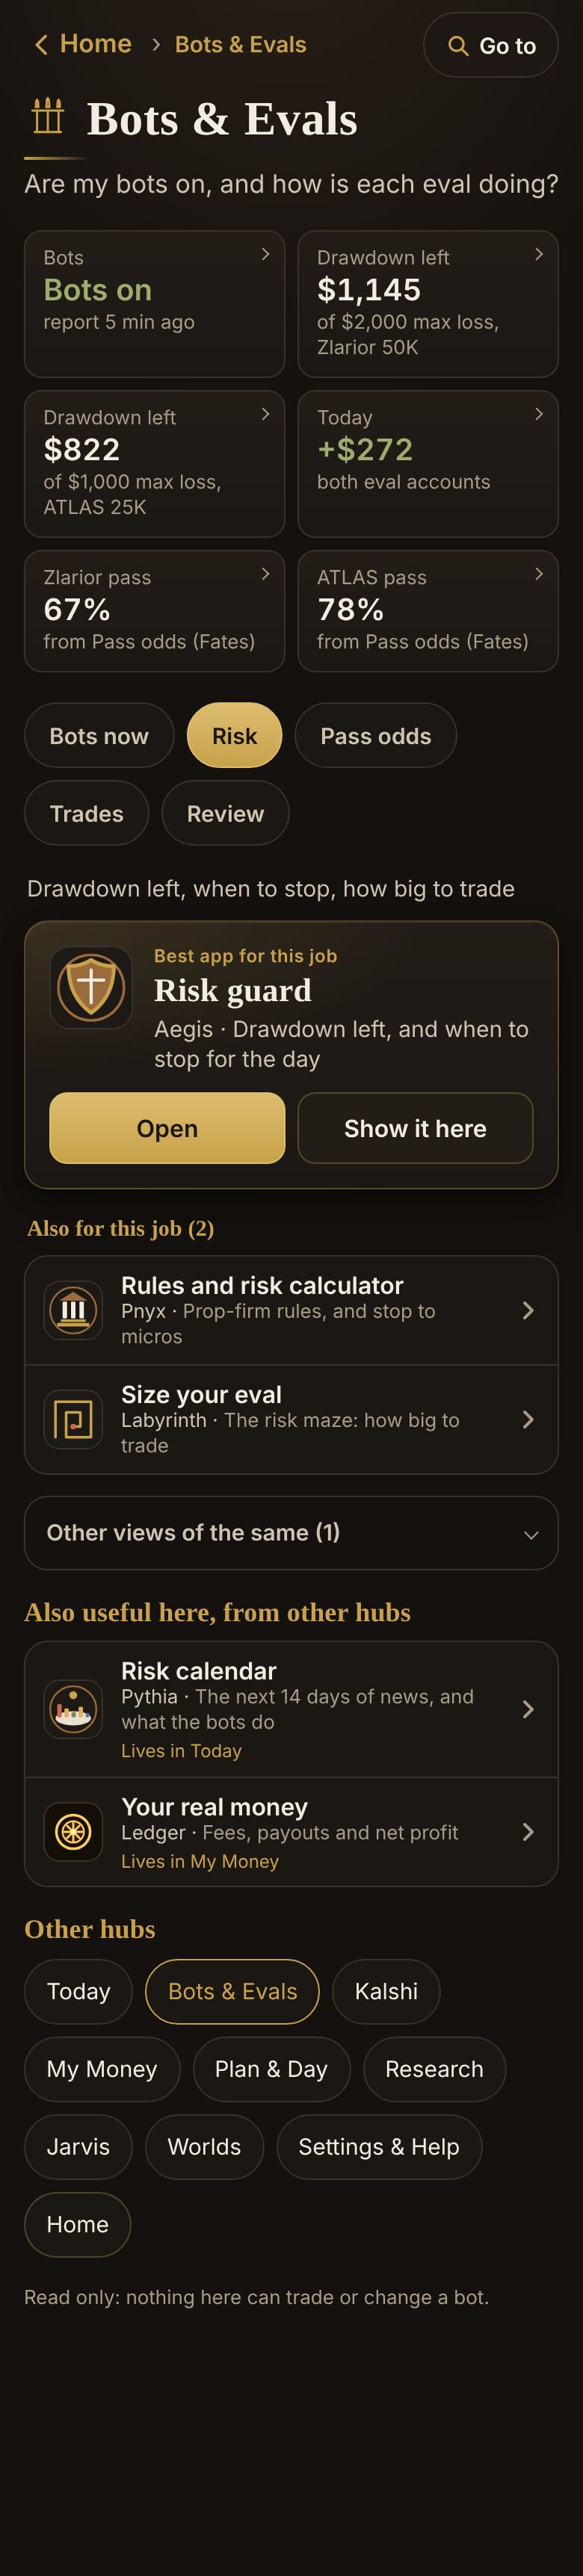 Home › Bots & Evals
Go to
Bots & Evals
Are my bots on, and how is each eval doing?
Bots
Bots on
report 5 min ago
Drawdown left
$1,145
of $2,000 max loss,
Zlarior 50K
Drawdown left
$822
of $1,000 max loss,
ATLAS 25K
Today
+$272
both eval accounts
Zlarior pass
67%
from Pass odds (Fates)
ATLAS pass
78%
from Pass odds (Fates)
Bots now
Risk
Pass odds
Trades
Review
Drawdown left, when to stop, how big to trade
Best app for this job
Risk guard
Aegis · Drawdown left, and when to
stop for the day
Open
Show it here
Also for this job (2)
Rules and risk calculator
Pnyx · Prop-firm rules, and stop to
micros
Size your eval
Labyrinth · The risk maze: how big to
trade
Other views of the same (1)
Also useful here, from other hubs
Risk calendar
Pythia · The next 14 days of news, and
what the bots do
Lives in Today
Your real money
Ledger · Fees, payouts and net profit
Lives in My Money
Other hubs
Today
Bots & Evals
Kalshi
My Money
Plan & Day
Research
Jarvis
Worlds
Settings & Help
Home
Read only: nothing here can trade or change a bot.